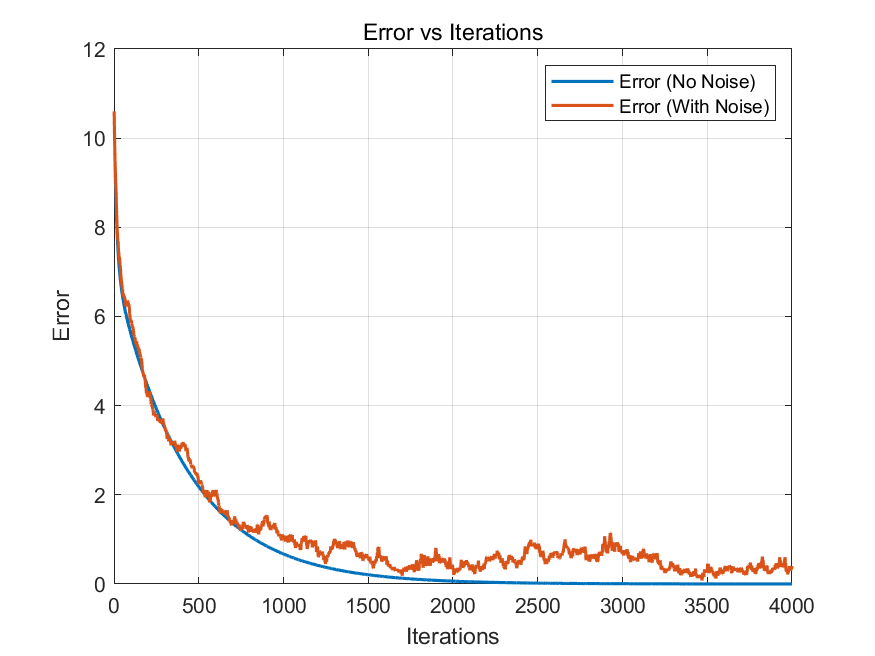 Error vs Iterations
12
10
8
6
4
2
0
Error
Error (No Noise)
Error (With Noise)
0 500 1000 1500 2000 2500 3000 3500 4000
Iterations